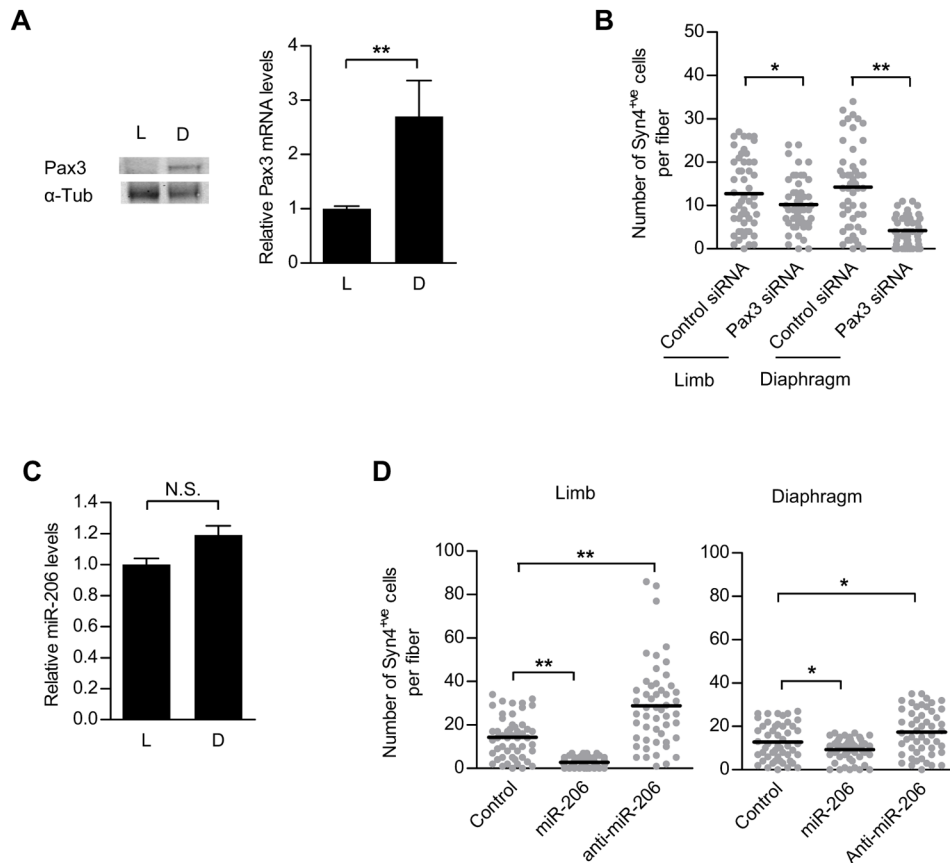 A
L D
Pax3
α-Tub
Relative Pax3 mRNA levels
4
3
2
1
0
**
L D
B
Number of Syn4+ve cells
per fiber
50
40
30
20
10
0
* **
Control siRNA
Pax3 siRNA
Control siRNA
Pax3 siRNA
Limb Diaphragm
C
Relative miR-206 levels
1.4
1.2
1.0
0.8
0.6
0.4
0.2
0.0
N.S.
L D
D
Limb
Number of Syn4+ve cells
per fiber
100
80
60
40
20
0
**
**
Control
miR-206
anti-miR-206
Diaphragm
100
80
60
40
20
0
*
*
Control
miR-206
Anti-miR-206